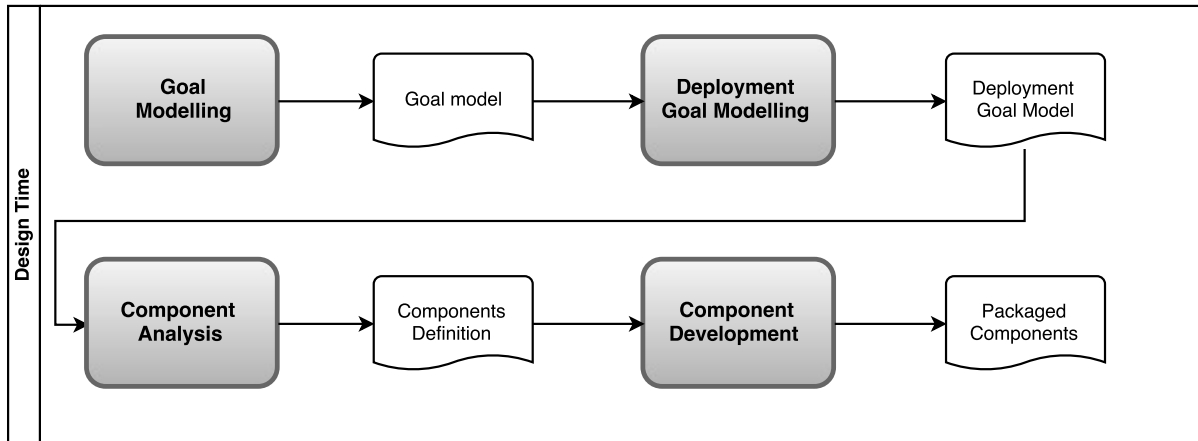 Design Time
Goal
Modelling
Goal model
Deployment
Goal Modelling
Deployment
Goal Model
Component
Analysis
Components
Definition
Component
Development
Packaged
Components